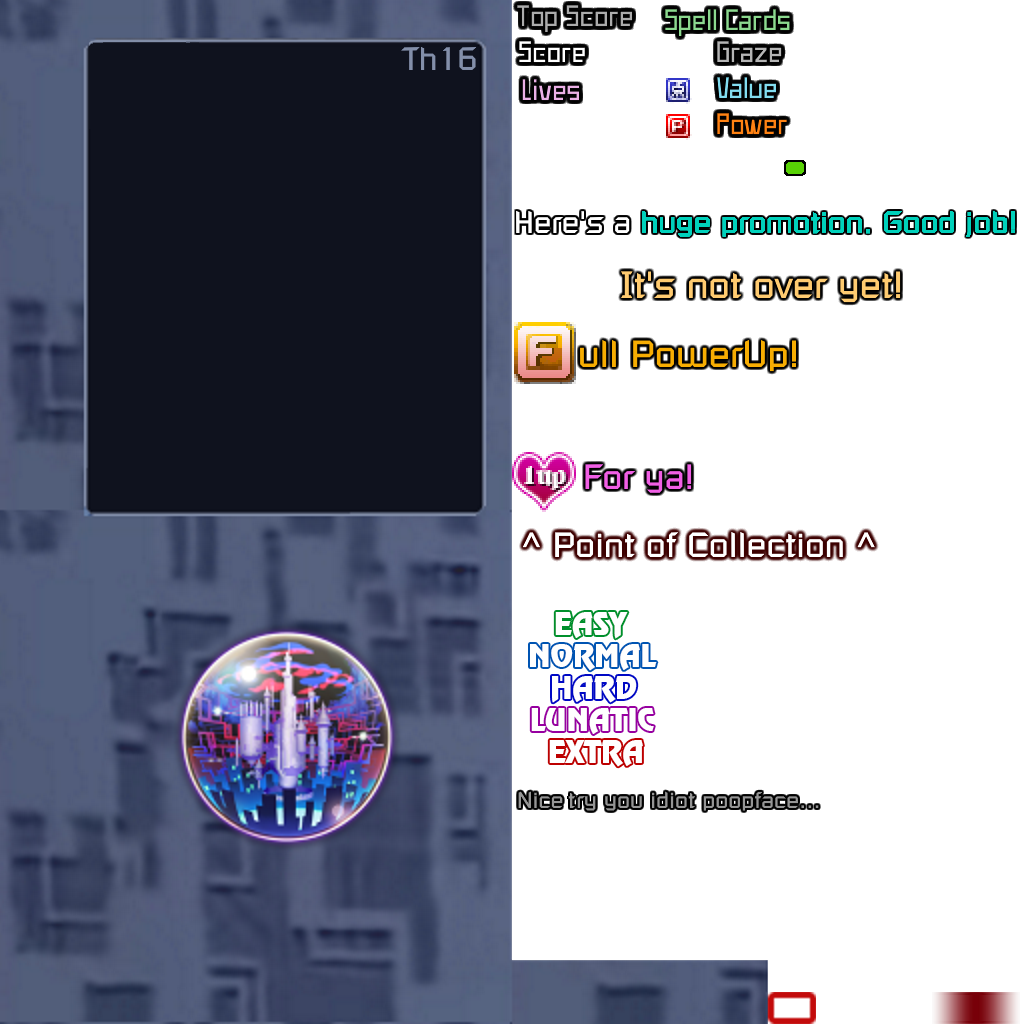 Th16
Top Score
Spell Cards
Score
Graze
Lives
Value
P Power
Here's a huge promotion. Good job!
It's not over yet!
Full PowerUp!
1up For ya!
^ Point of Collection ^
EASY
NORMAL
HARD
LUNATIC
EXTRA
Nice try you idiot poopface...